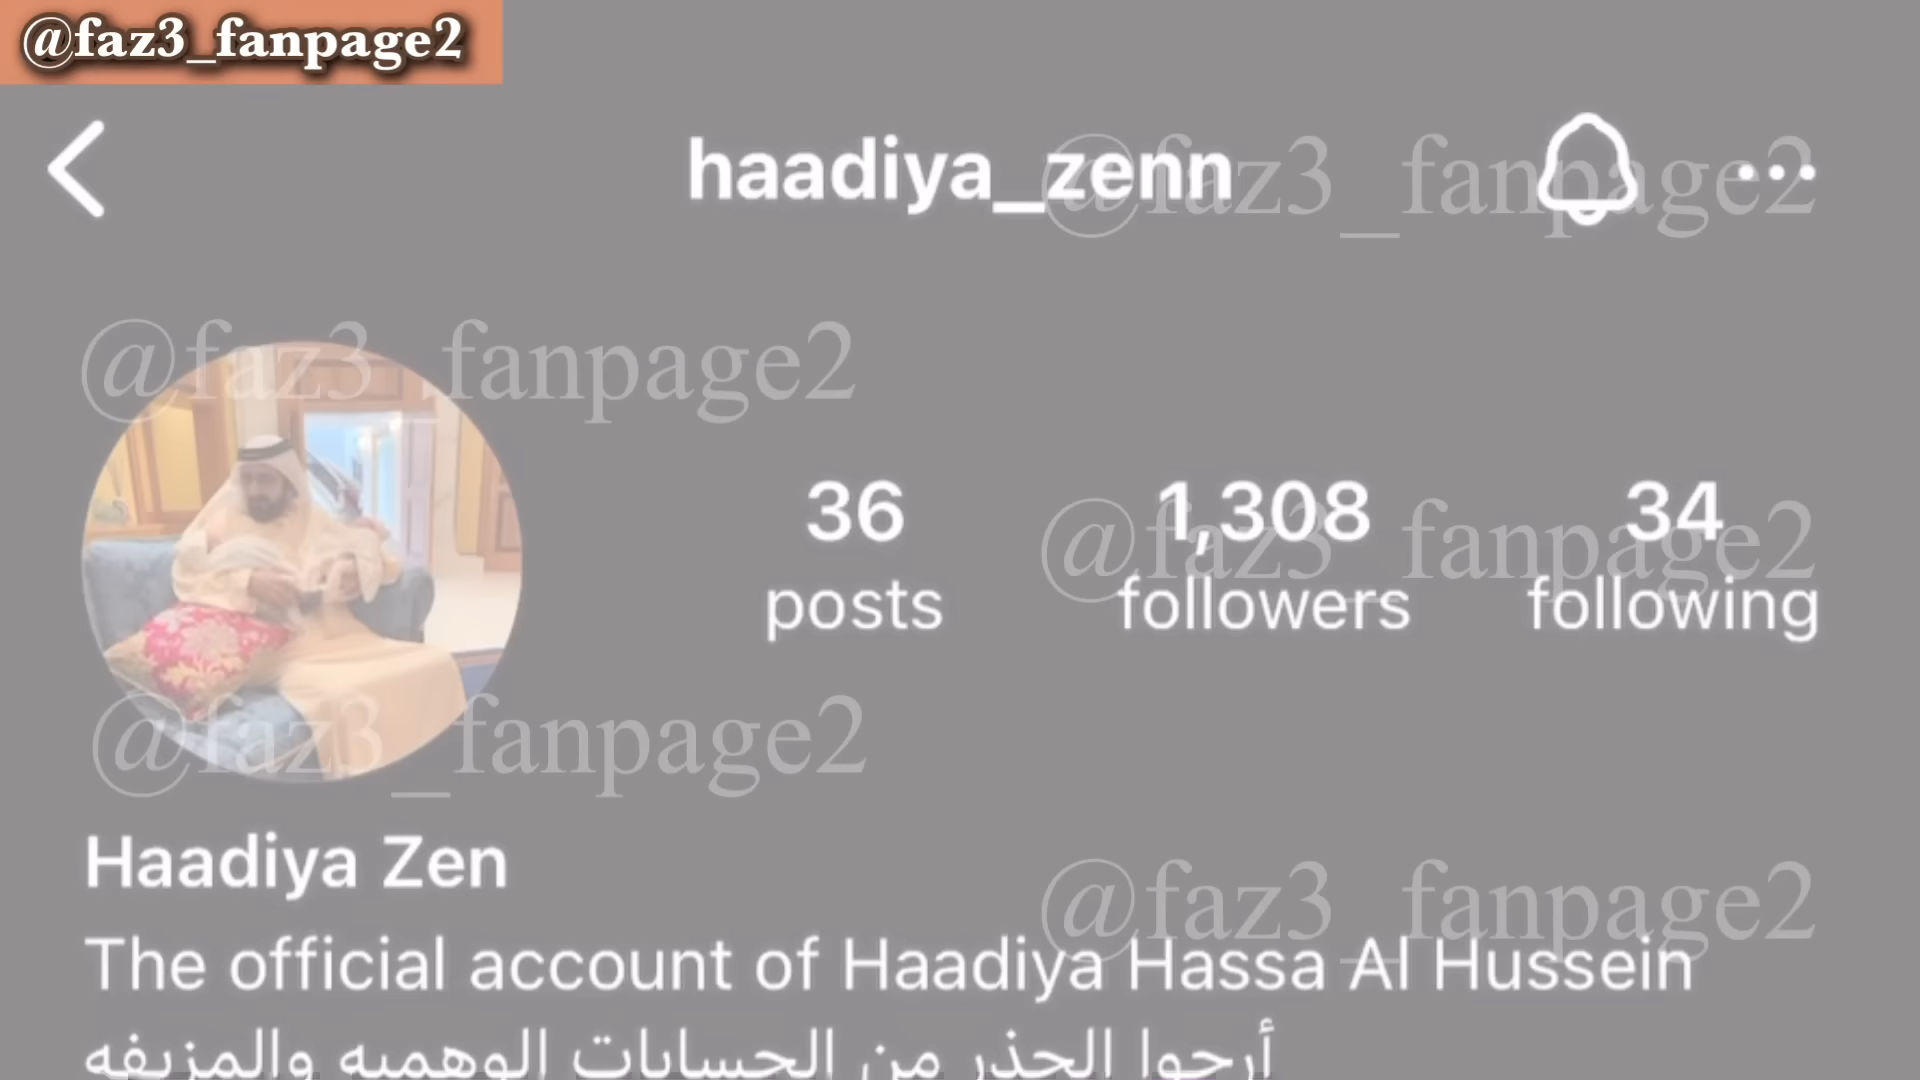 @faz3_fanpage2
haadiya_zenn
@faz3_fanpage2
@faz3_fanpage2
36
1,308
34
posts
followers
following
@faz3_fanpage2
@faz3_fanpage2
Haadiya Zen
@faz3_fanpage2
The official account of Haadiya Hassa Al Hussein
أرجوا الحذر من الحسابات الوهميه والمزيفه